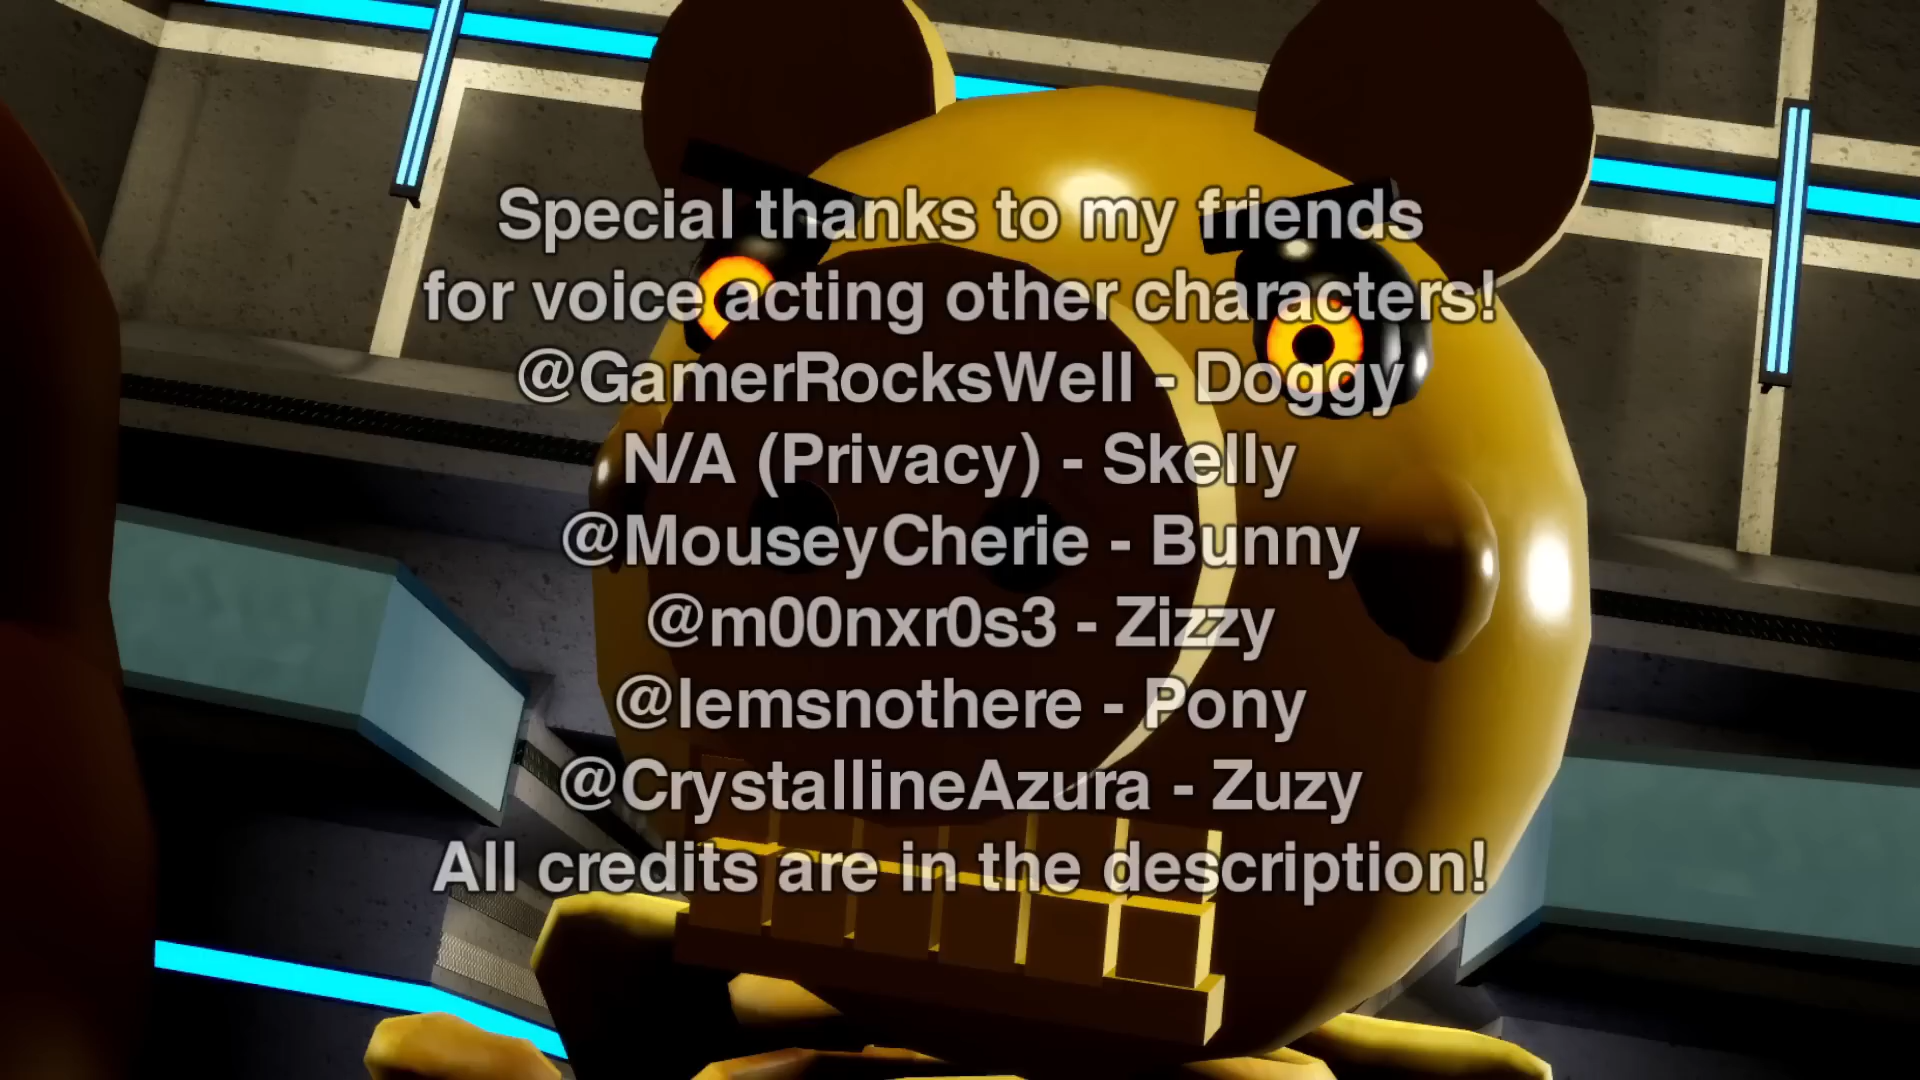 Special thanks to my friends
for voice acting other characters!
@GamerRocksWell - Doggy
N/A (Privacy) - Skelly
@MouseyCherie - Bunny
@m00nxr0s3 - Zizzy
@lemsnothere - Pony
@CrystallineAzura - Zuzy
All credits are in the description!